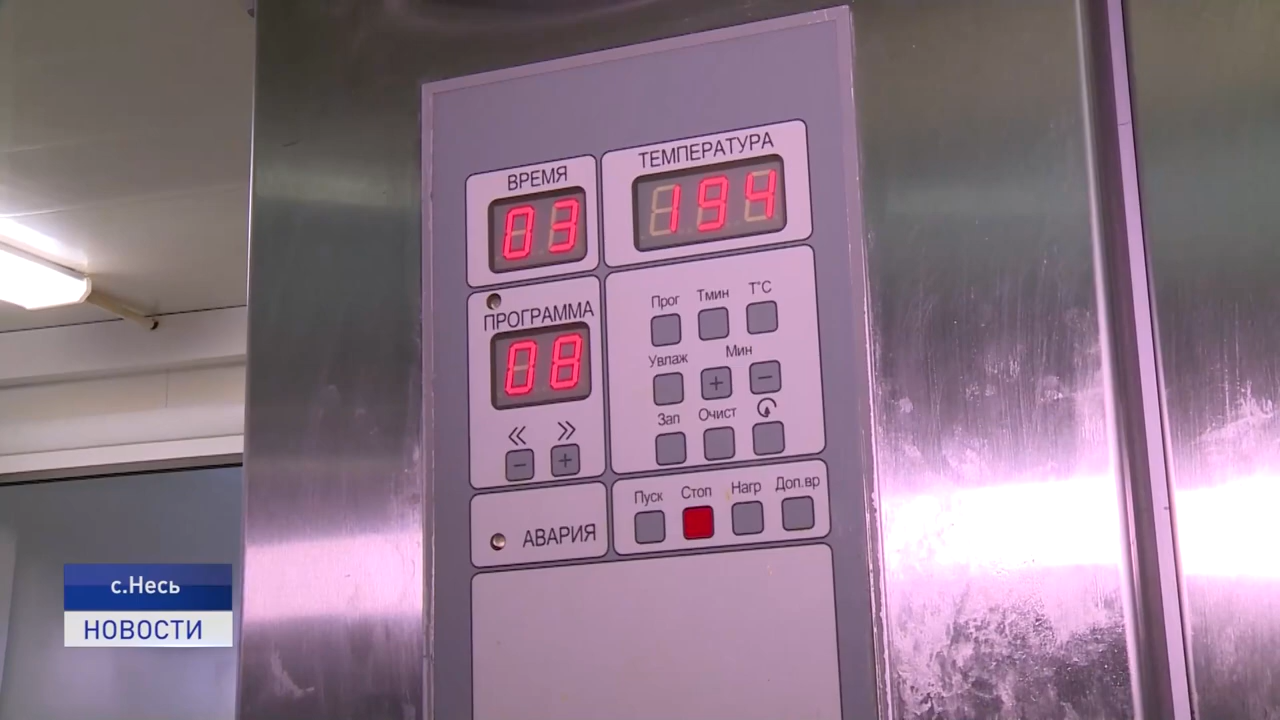 ВРЕМЯ
03
ТЕМПЕРАТУРА
194
ПРОГРАММА
08
<< >>
− +
Прог Тмин T°C
Увлаж Мин
+ −
Зап Очист
Пуск Стоп Нагр Доп.вр
АВАРИЯ
с.Несь
НОВОСТИ